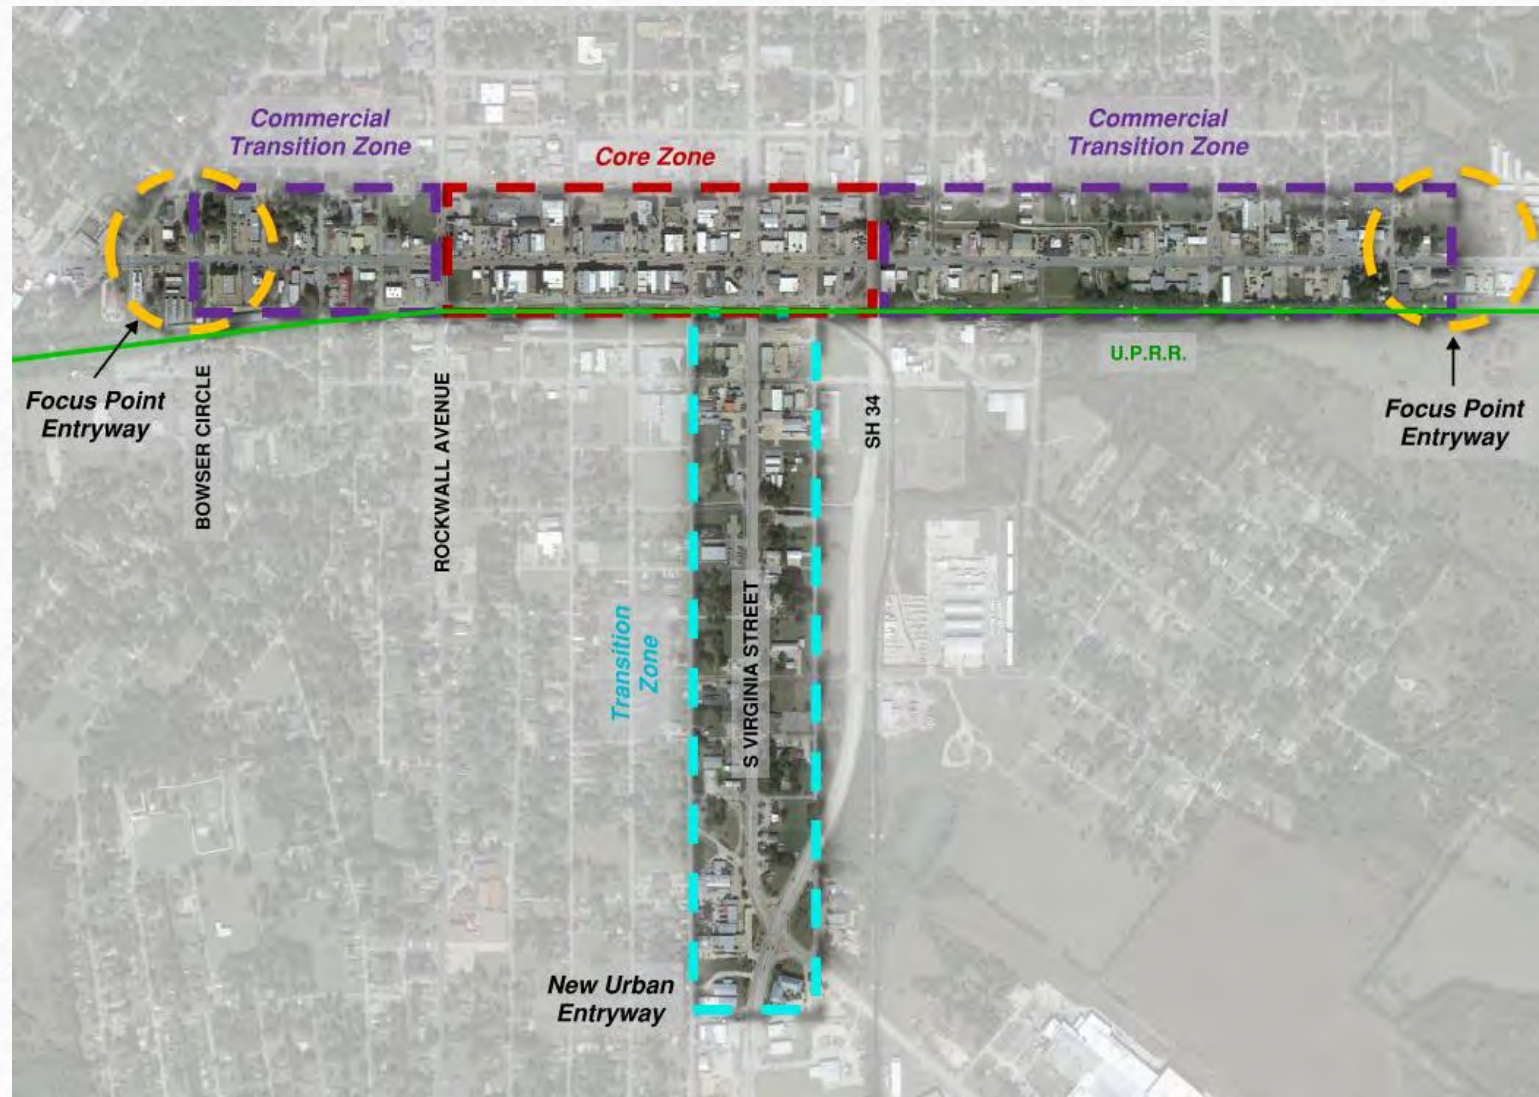 Commercial
Transition Zone
Core Zone
Commercial
Transition Zone
U.P.R.R.
Focus Point
Entryway
BOWSER CIRCLE
ROCKWALL AVENUE
SH 34
Focus Point
Entryway
Transition
Zone
S VIRGINIA STREET
New Urban
Entryway